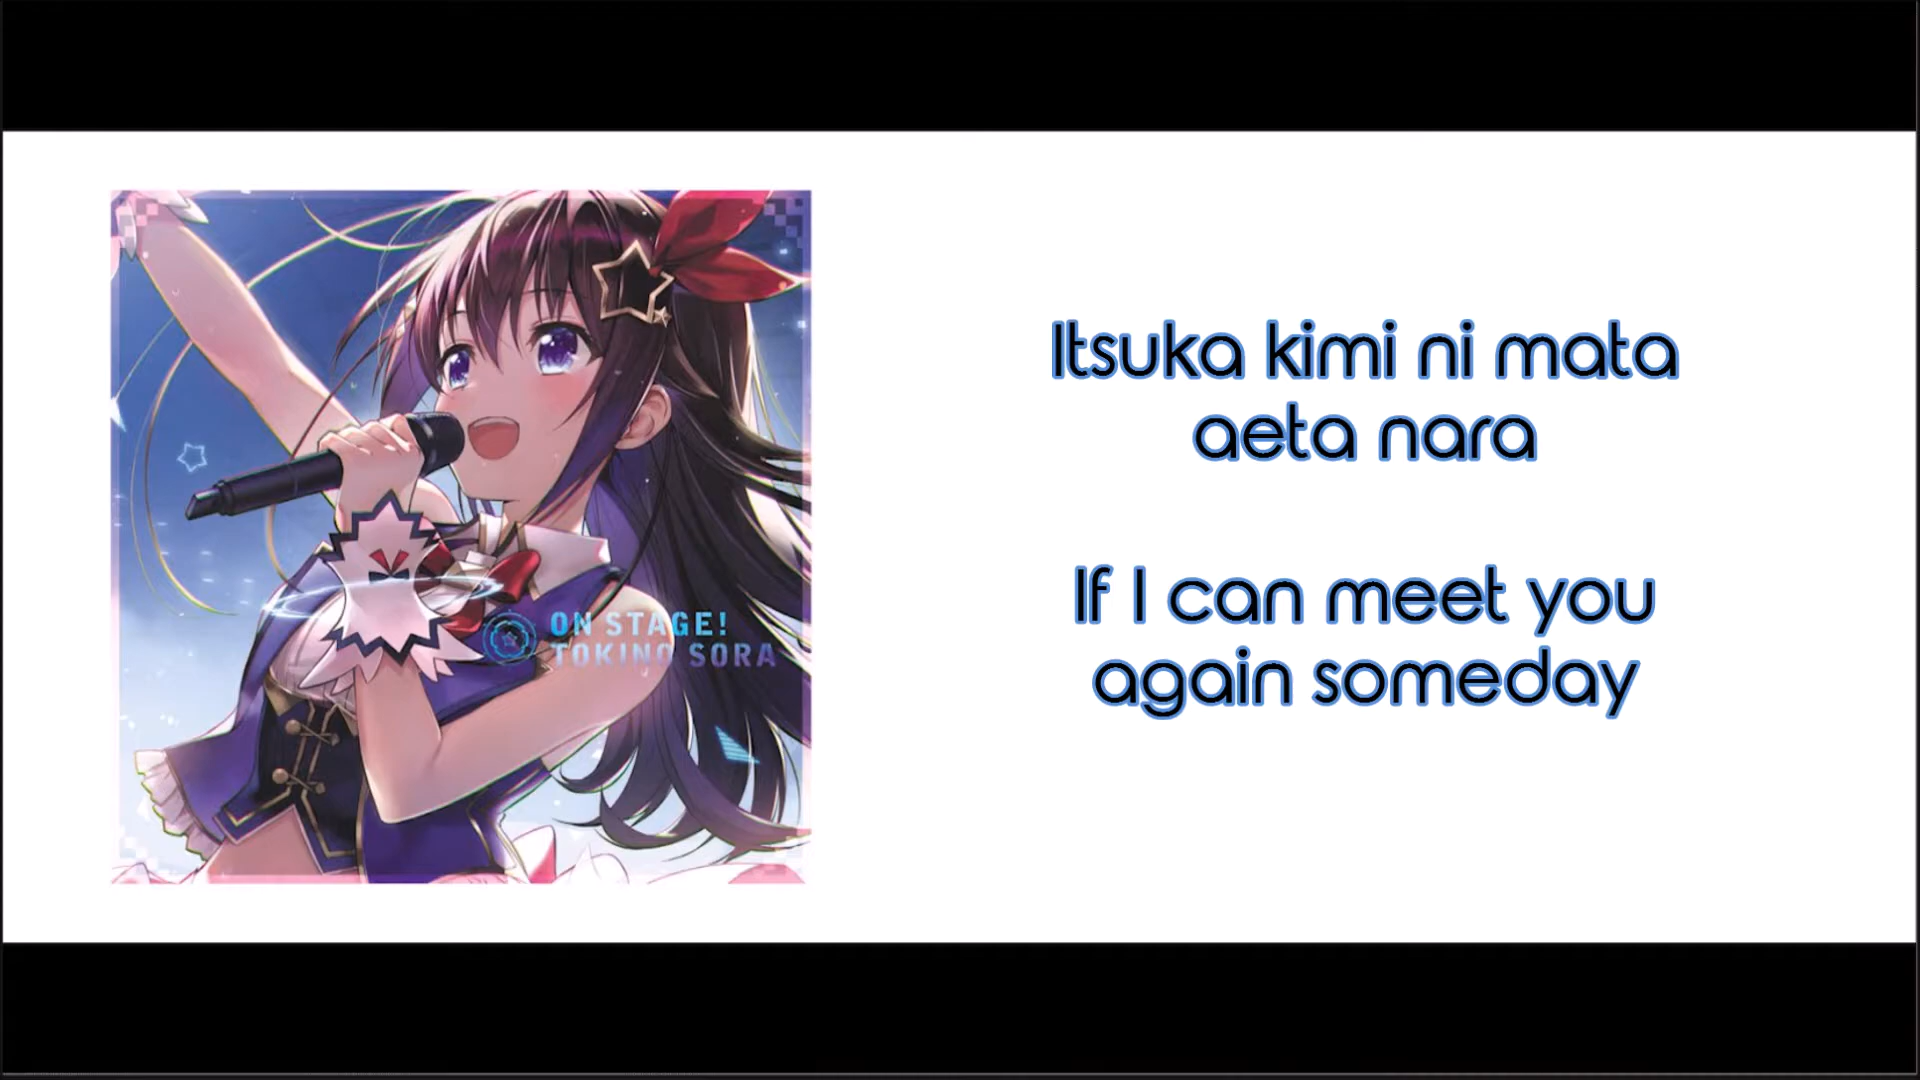 ON STAGE!
TOKINO SORA
Itsuka kimi ni mata
aeta nara
If I can meet you
again someday